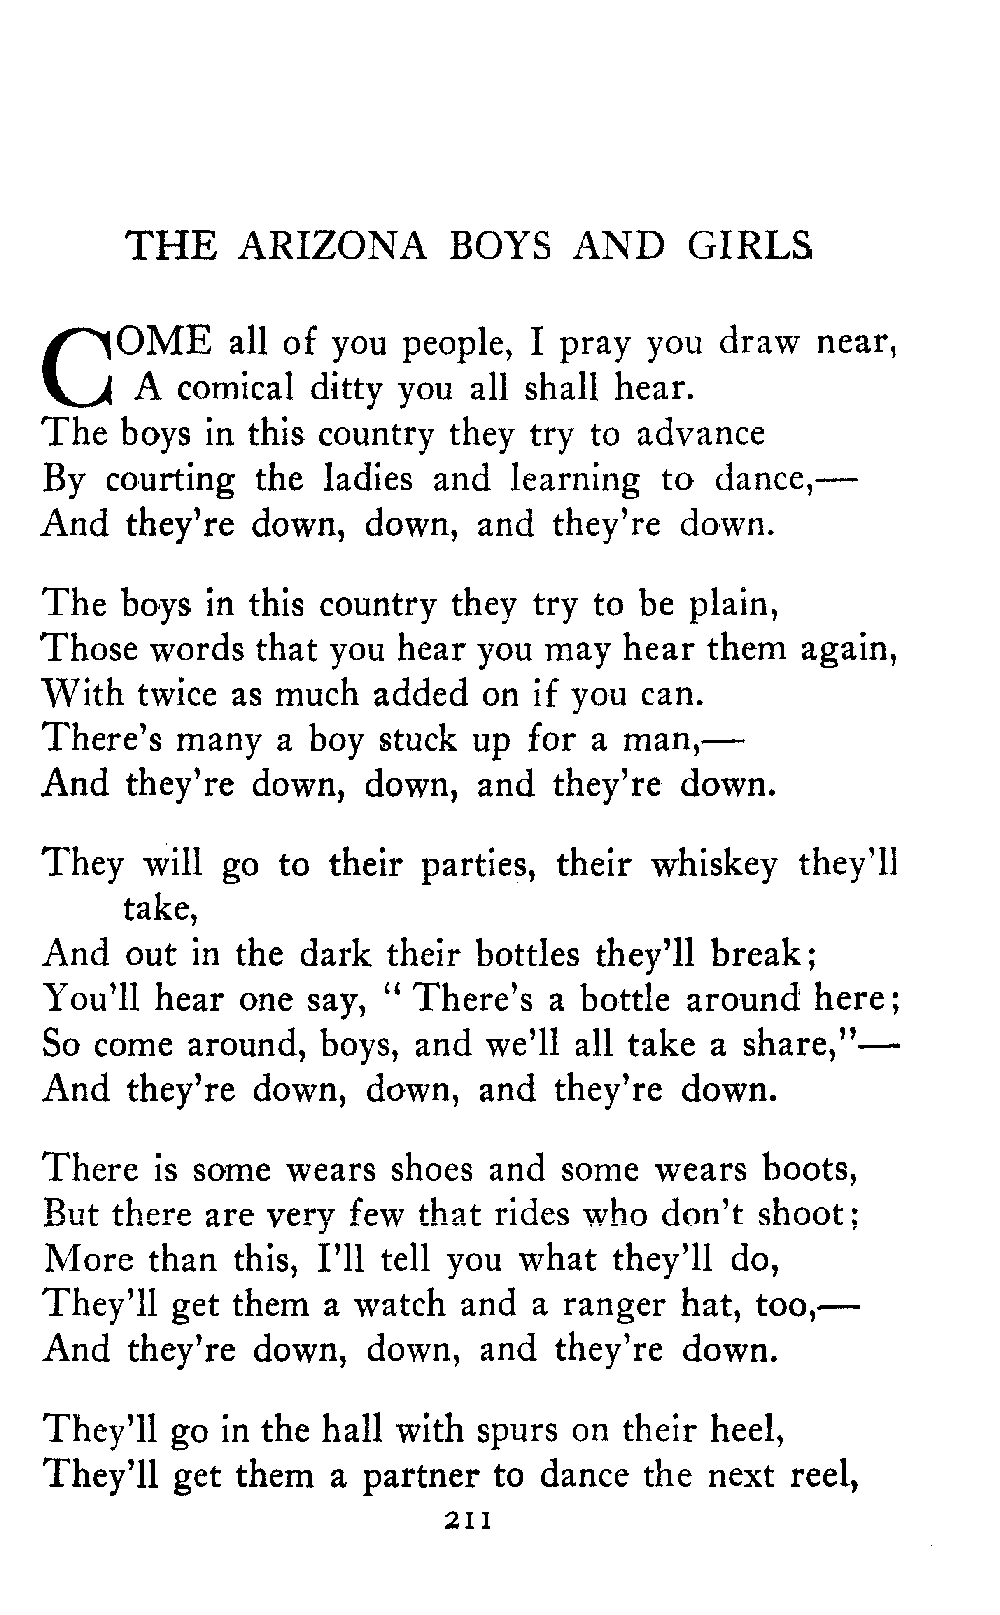 THE ARIZONA BOYS AND GIRLS
COME all of you people, I pray you draw near,
A comical ditty you all shall hear.
The boys in this country they try to advance
By courting the ladies and learning to dance,—
And they're down, down, and they're down.
The boys in this country they try to be plain,
Those words that you hear you may hear them again,
With twice as much added on if you can.
There's many a boy stuck up for a man,—
And they're down, down, and they're down.
They will go to their parties, their whiskey they'll
take,
And out in the dark their bottles they'll break;
You'll hear one say, " There's a bottle around here;
So come around, boys, and we'll all take a share,"—
And they're down, down, and they're down.
There is some wears shoes and some wears boots,
But there are very few that rides who don't shoot;
More than this, I'll tell you what they'll do,
They'll get them a watch and a ranger hat, too,—
And they're down, down, and they're down.
They'll go in the hall with spurs on their heel,
They'll get them a partner to dance the next reel,
211